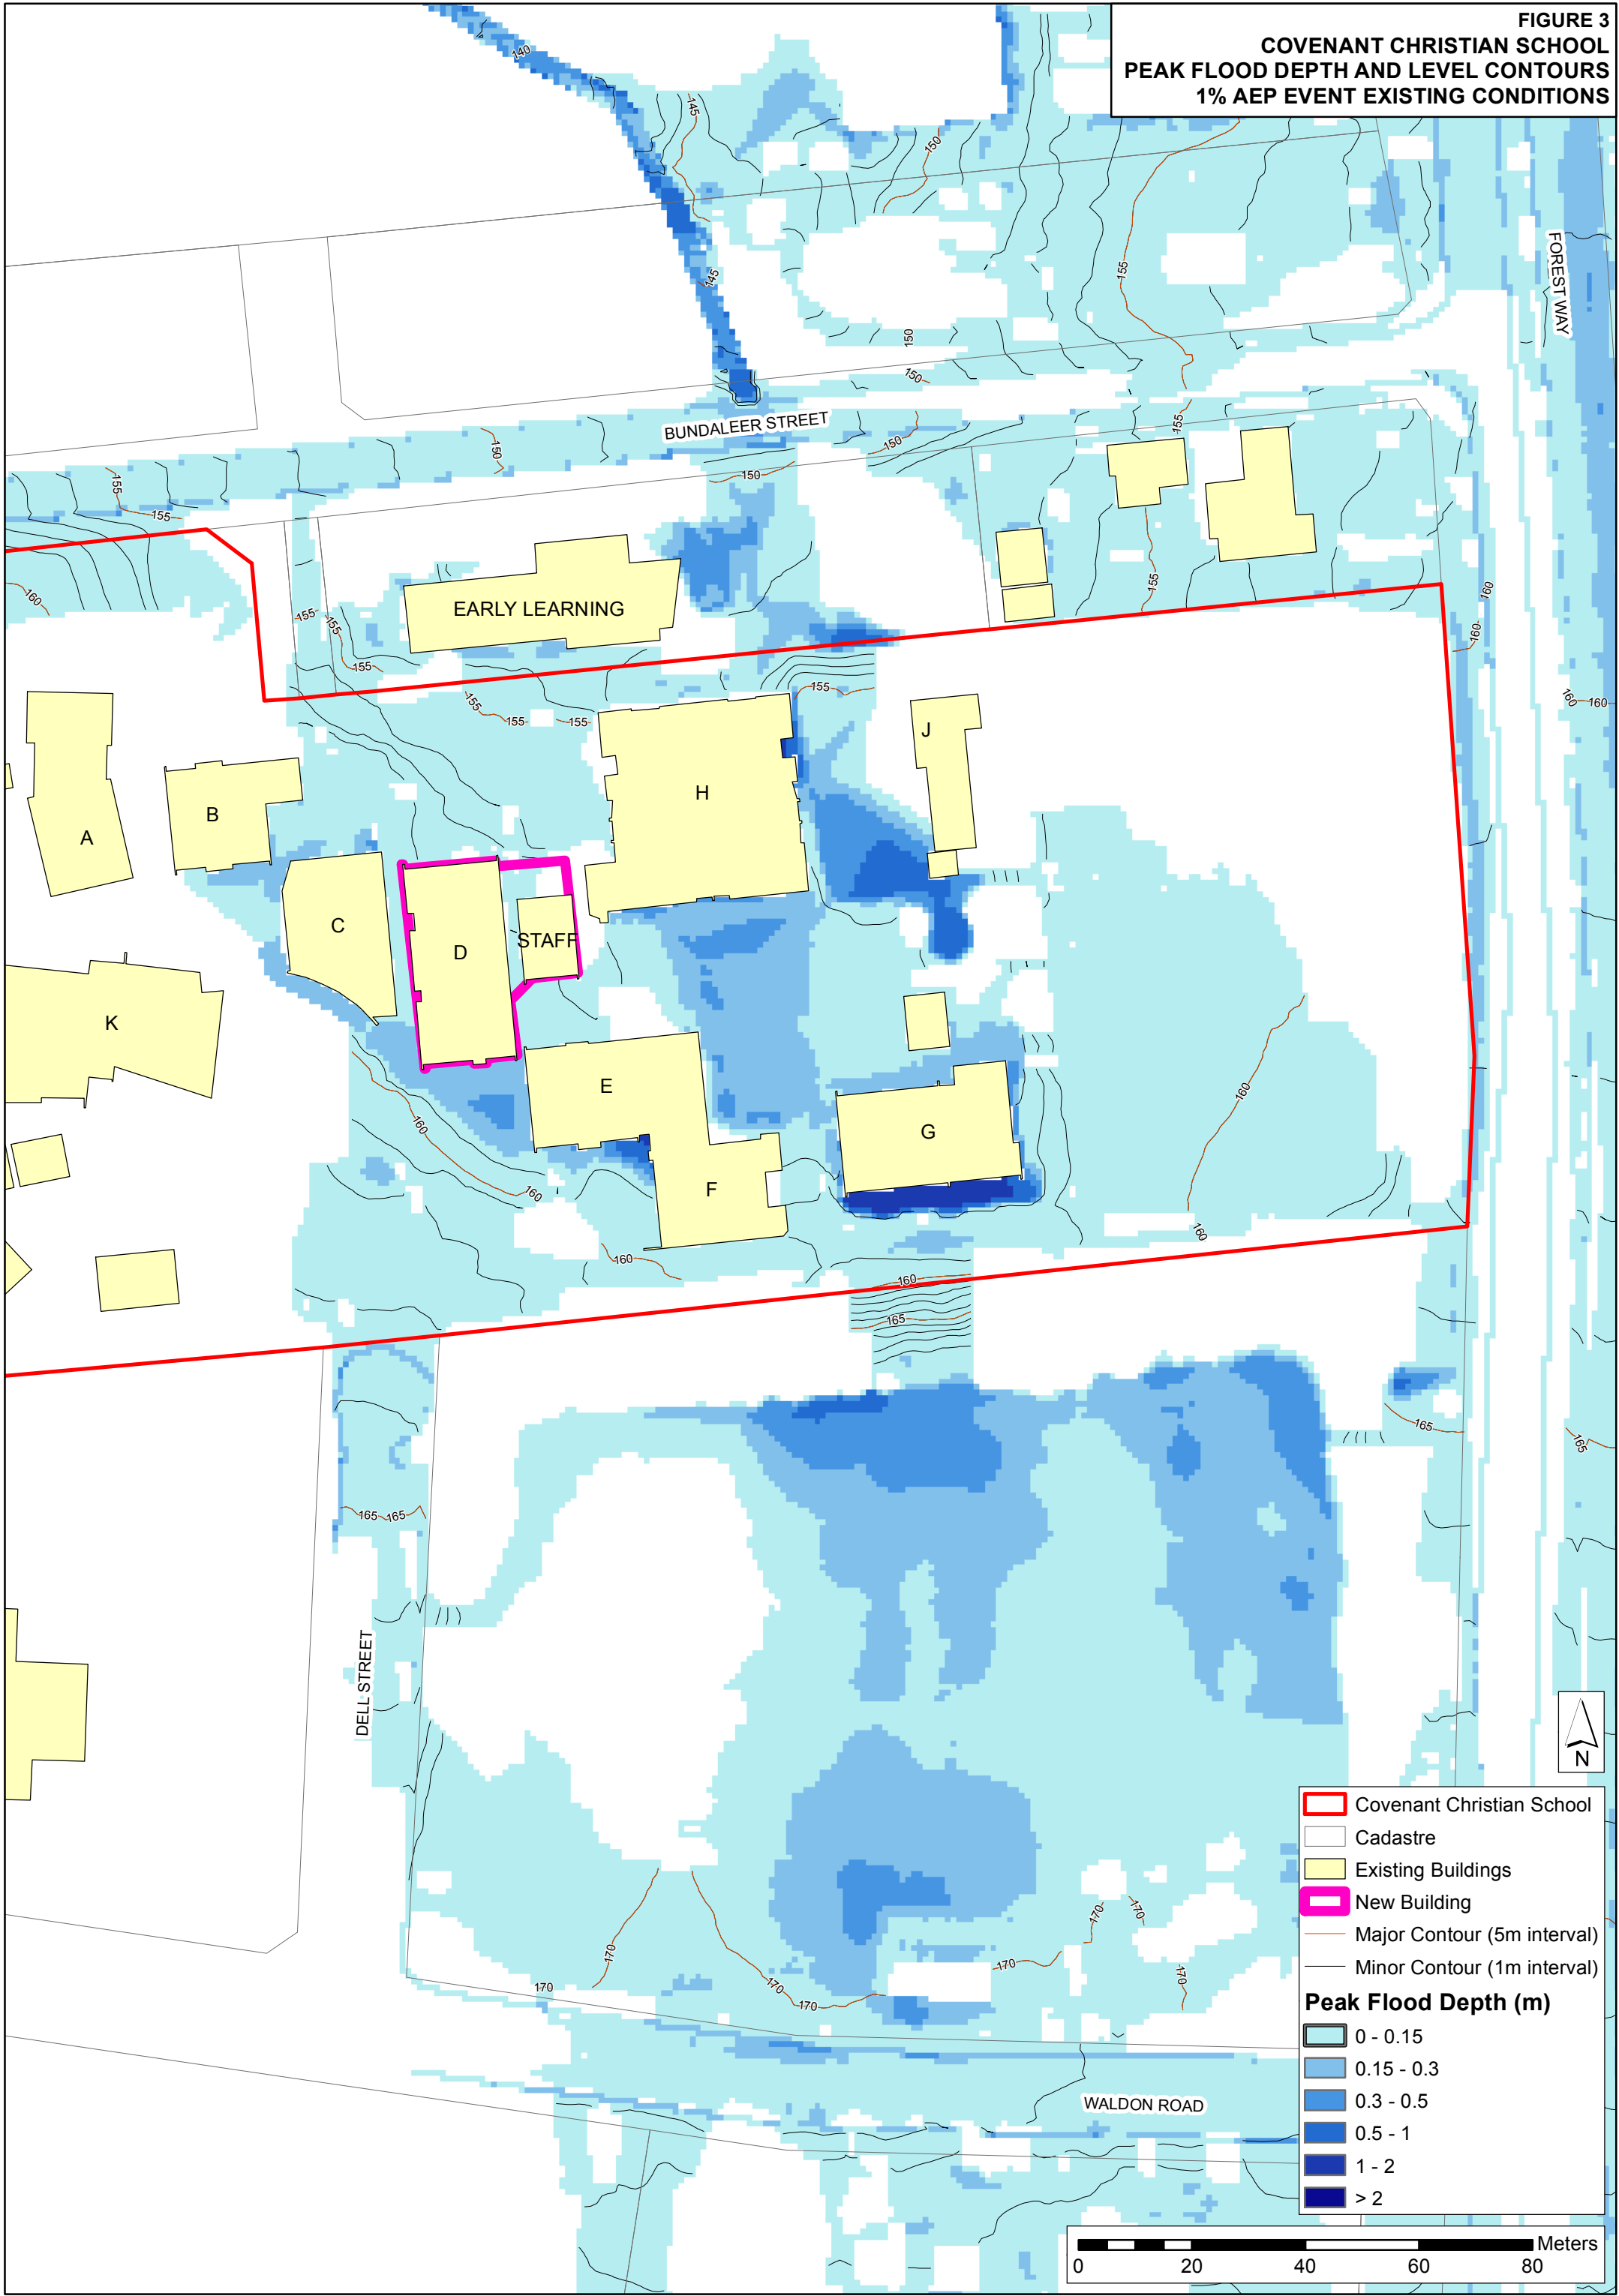 FIGURE 3
COVENANT CHRISTIAN SCHOOL
PEAK FLOOD DEPTH AND LEVEL CONTOURS
1% AEP EVENT EXISTING CONDITIONS
140
145
150
155
FOREST WAY
145
150
150
BUNDALEER STREET
150
150
155
150
155
155
160
EARLY LEARNING
155
155
155
155
160
160
160
160
155
155
155
155
J
H
B
A
C
D
STAFF
K
E
G
F
160
160
160
160
160
160
165
165
165
165
165
DELL STREET
N
170
170
170
170
170
170
170
170
WALDON ROAD
Covenant Christian School
Cadastre
Existing Buildings
New Building
Major Contour (5m interval)
Minor Contour (1m interval)
Peak Flood Depth (m)
0 - 0.15
0.15 - 0.3
0.3 - 0.5
0.5 - 1
1 - 2
> 2
Meters
0 20 40 60 80